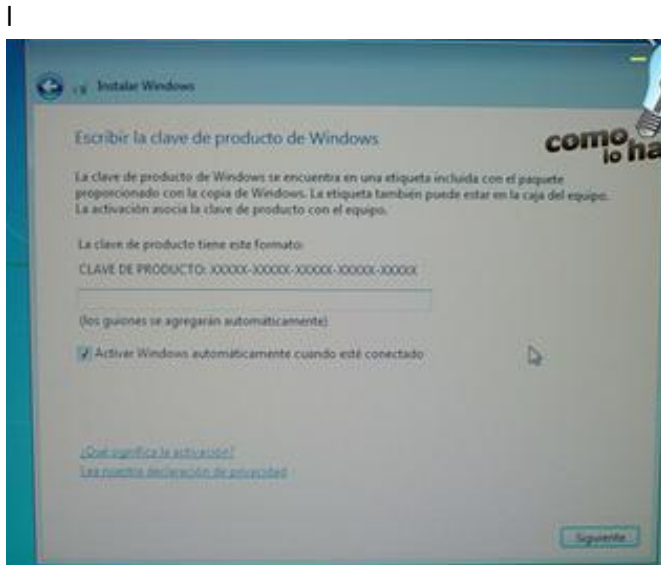 Instalar Windows
Escribir la clave de producto de Windows
como
lo ha
La clave de producto de Windows se encuentra en una etiqueta incluida con el paquete
proporcionado con la copia de Windows. La etiqueta también puede estar en la caja del equipo.
La activación asocia la clave de producto con el equipo.
La clave de producto tiene este formato:
CLAVE DE PRODUCTO: XXXXX-XXXXX-XXXXX-XXXXX-XXXXX
(los guiones se agregarán automáticamente)
Activar Windows automáticamente cuando esté conectado
¿Qué significa la activación?
Lea nuestra declaración de privacidad
Siguiente